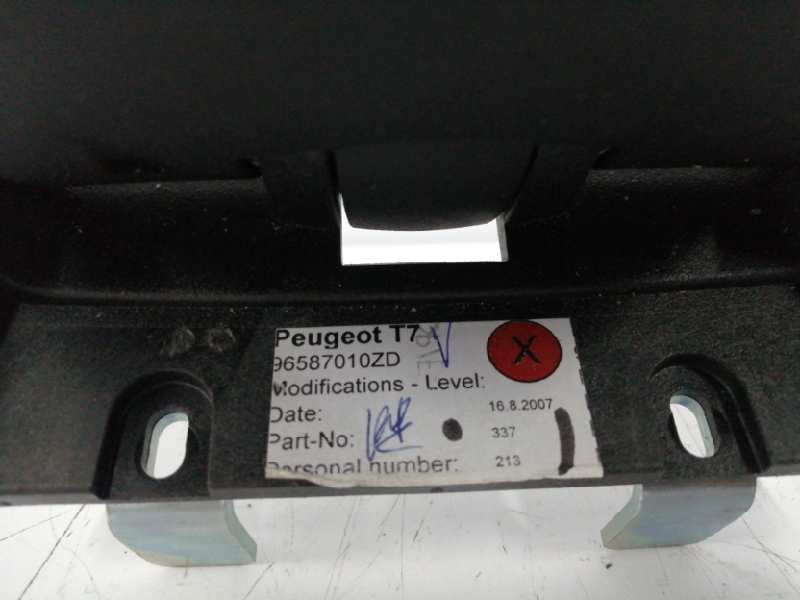 Peugeot T7
96587010ZD
Modifications - Level: X
Date: 16.8.2007
Part-No: 337
Personal number: 213